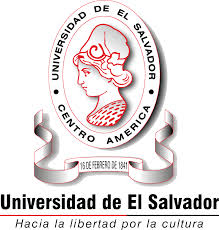 UNIVERSIDAD DE EL SALVADOR
CENTRO AMERICA
16 DE FEBRERO DE 1841
Universidad de El Salvador
Hacia la libertad por la cultura